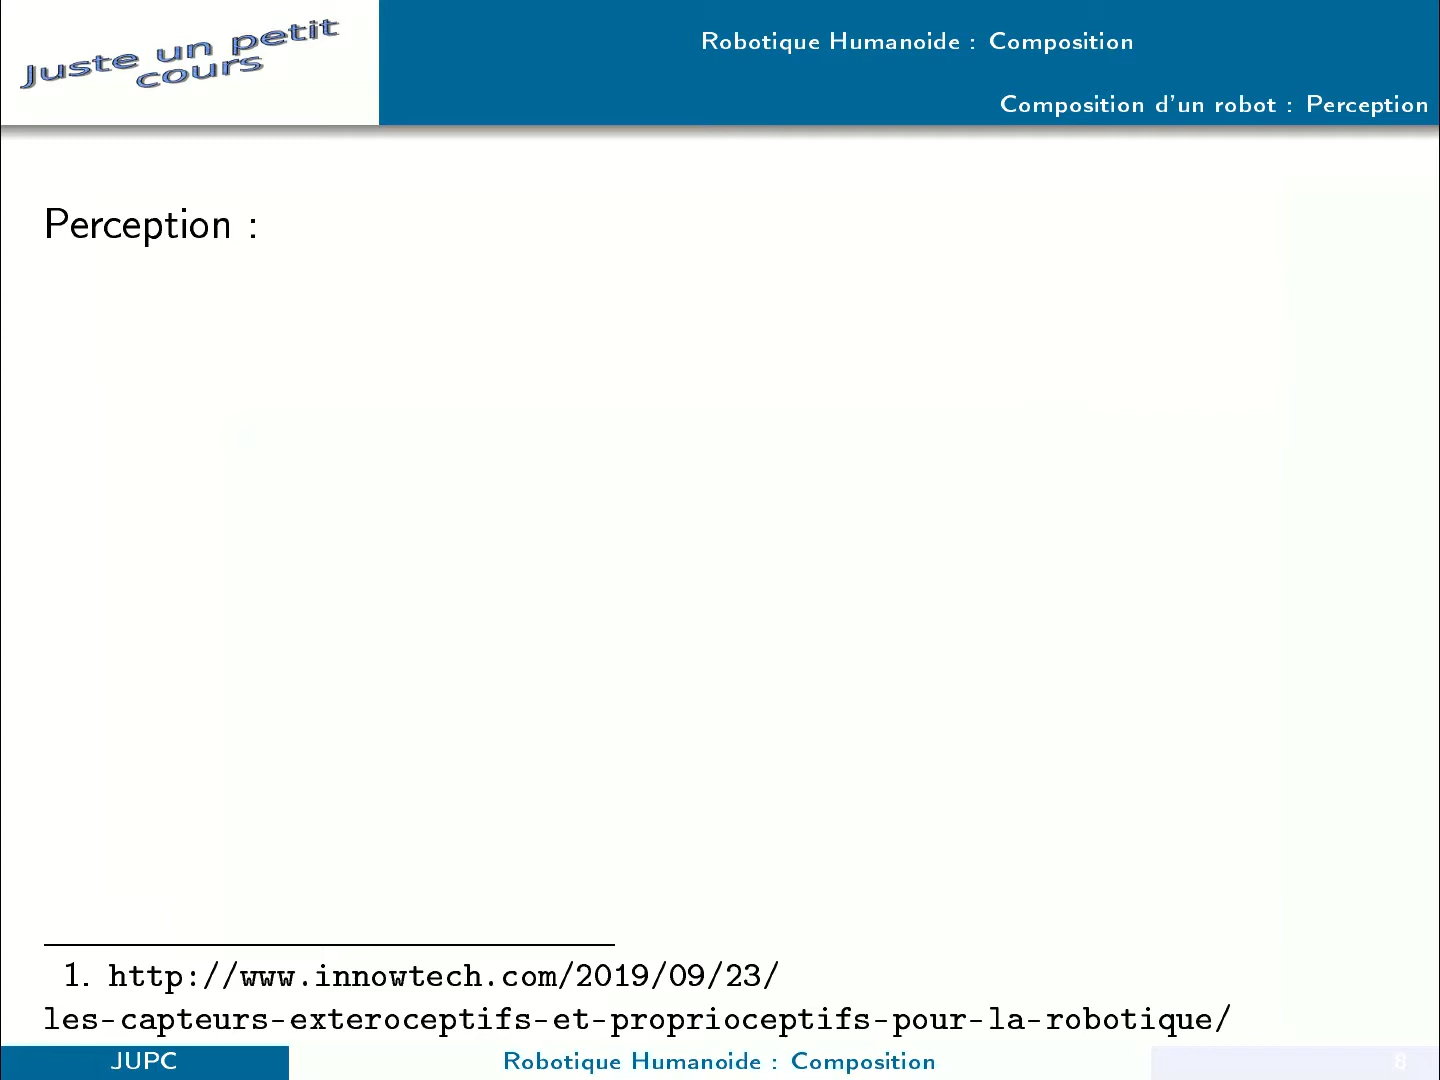 Juste un petit
cours
Robotique Humanoide : Composition
Composition d'un robot : Perception
Perception :
1. http://www.innowtech.com/2019/09/23/
les-capteurs-exteroceptifs-et-proprioceptifs-pour-la-robotique/
JUPC
Robotique Humanoide : Composition
8